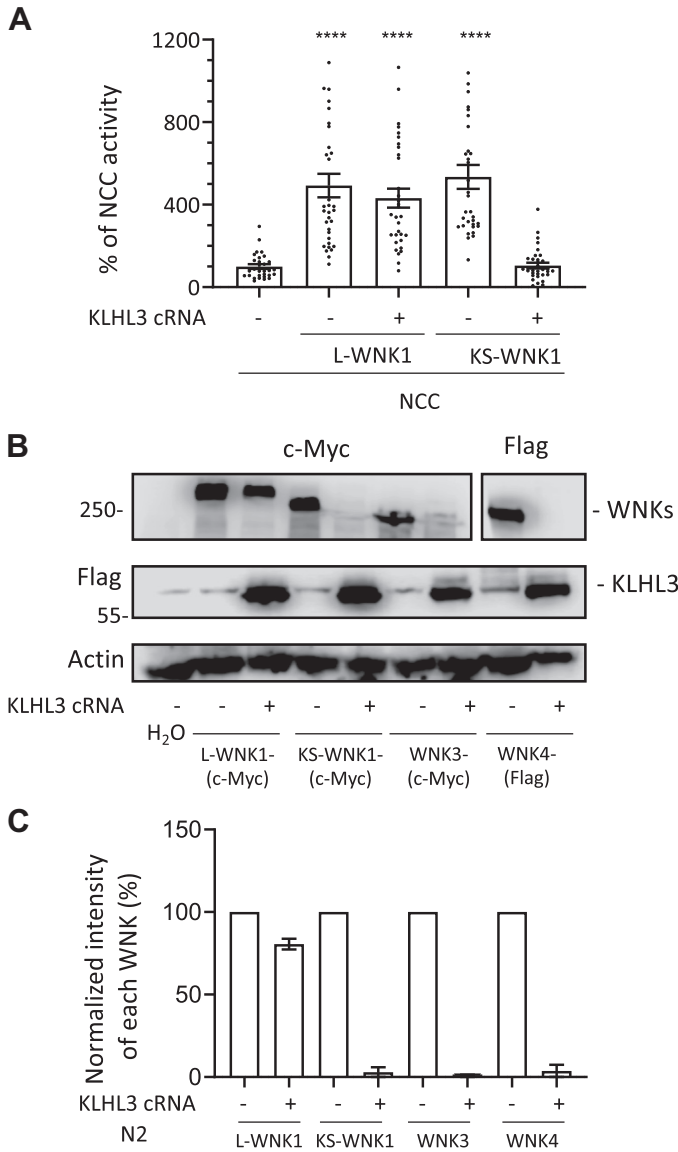 A
1200
800
400
0
% of NCC activity
**** **** ****
KLHL3 cRNA - - + - +
L-WNK1 KS-WNK1
NCC
B
c-Myc Flag
250- - WNKs
Flag - KLHL3
55-
Actin
KLHL3 cRNA - - + - + - + - +
H2O
L-WNK1- KS-WNK1- WNK3- WNK4-
(c-Myc) (c-Myc) (c-Myc) (Flag)
C
150
100
50
0
Normalized intensity
of each WNK (%)
KLHL3 cRNA - + - + - + - +
N2 L-WNK1 KS-WNK1 WNK3 WNK4